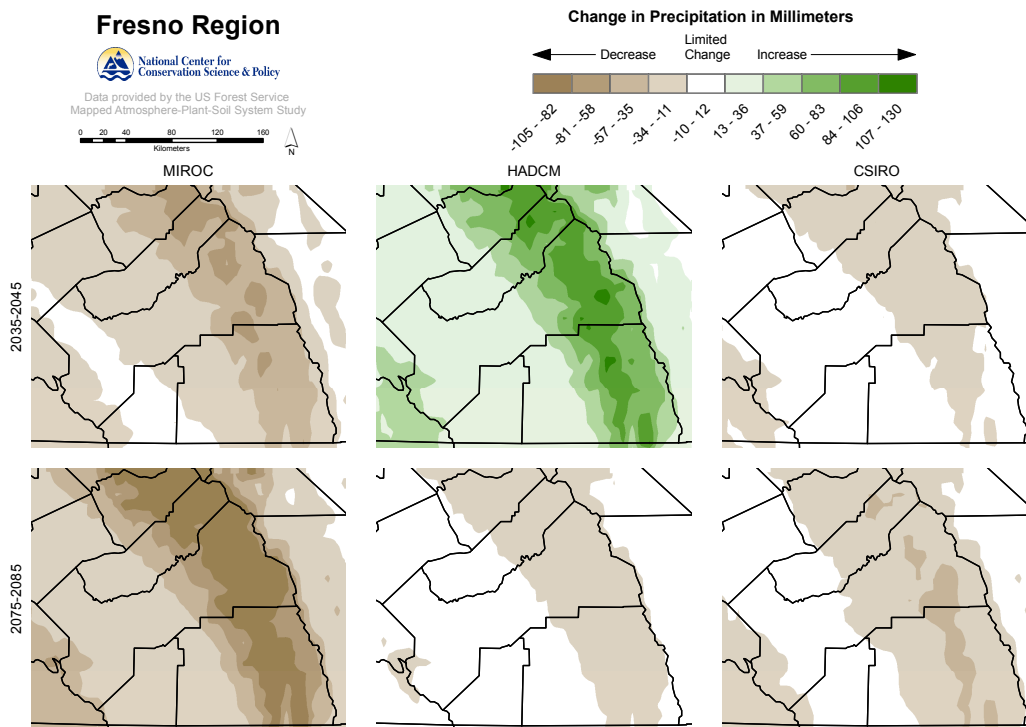 Fresno Region
National Center for
Conservation Science & Policy
Data provided by the US Forest Service
Mapped Atmosphere-Plant-Soil System Study
0 20 40 80 120 160
Kilometers
N
Change in Precipitation in Millimeters
Decrease Limited Change Increase
-105 - -82
-81 - -58
-57 - -35
-34 - -11
-10 - 12
13 - 36
37 - 59
60 - 83
84 - 106
107 - 130
MIROC HADCM CSIRO
2035-2045
2075-2085